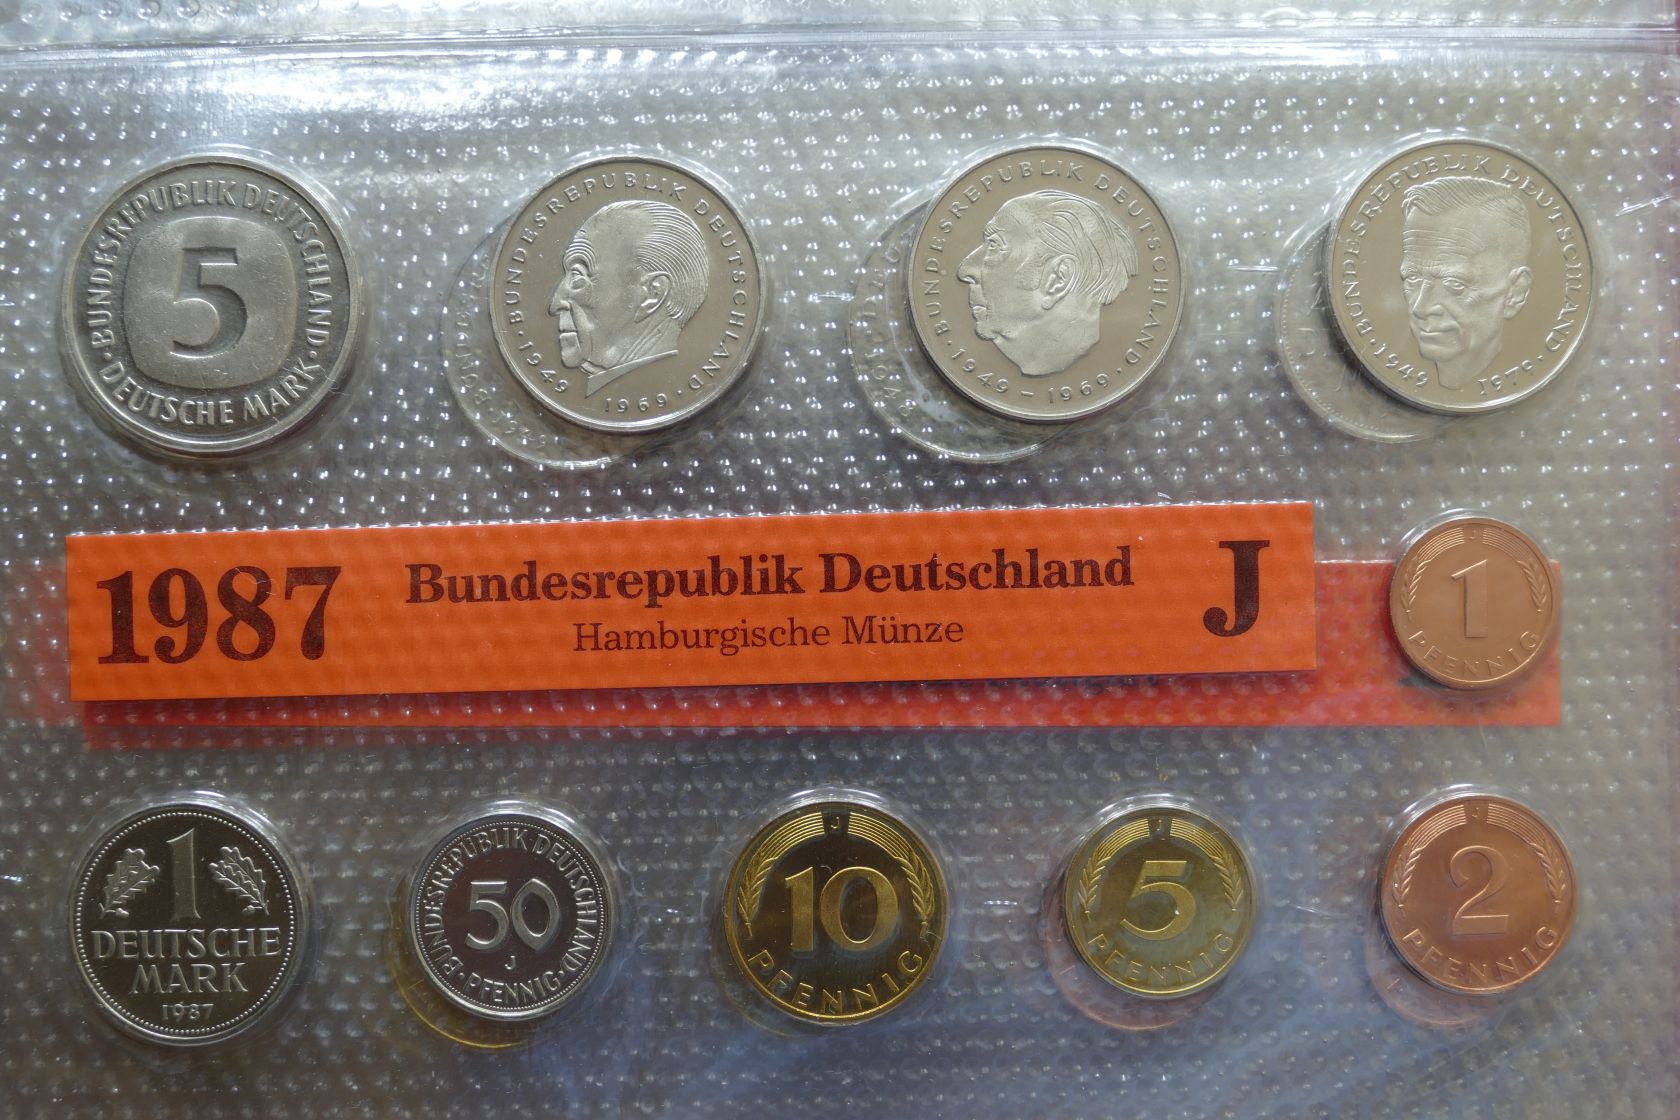 BUNDESREPUBLIK DEUTSCHLAND
5
DEUTSCHE MARK
BUNDESREPUBLIK DEUTSCHLAND
1949 1969
BUNDESREPUBLIK DEUTSCHLAND
1949 - 1969
BUNDESREPUBLIK DEUTSCHLAND
1949 1979
1987 Bundesrepublik Deutschland J
Hamburgische Münze
J
1
PFENNIG
1
DEUTSCHE
MARK
1987
BUNDESREPUBLIK DEUTSCHLAND
50
J
PFENNIG
J
10
PFENNIG
J
5
PFENNIG
J
2
PFENNIG